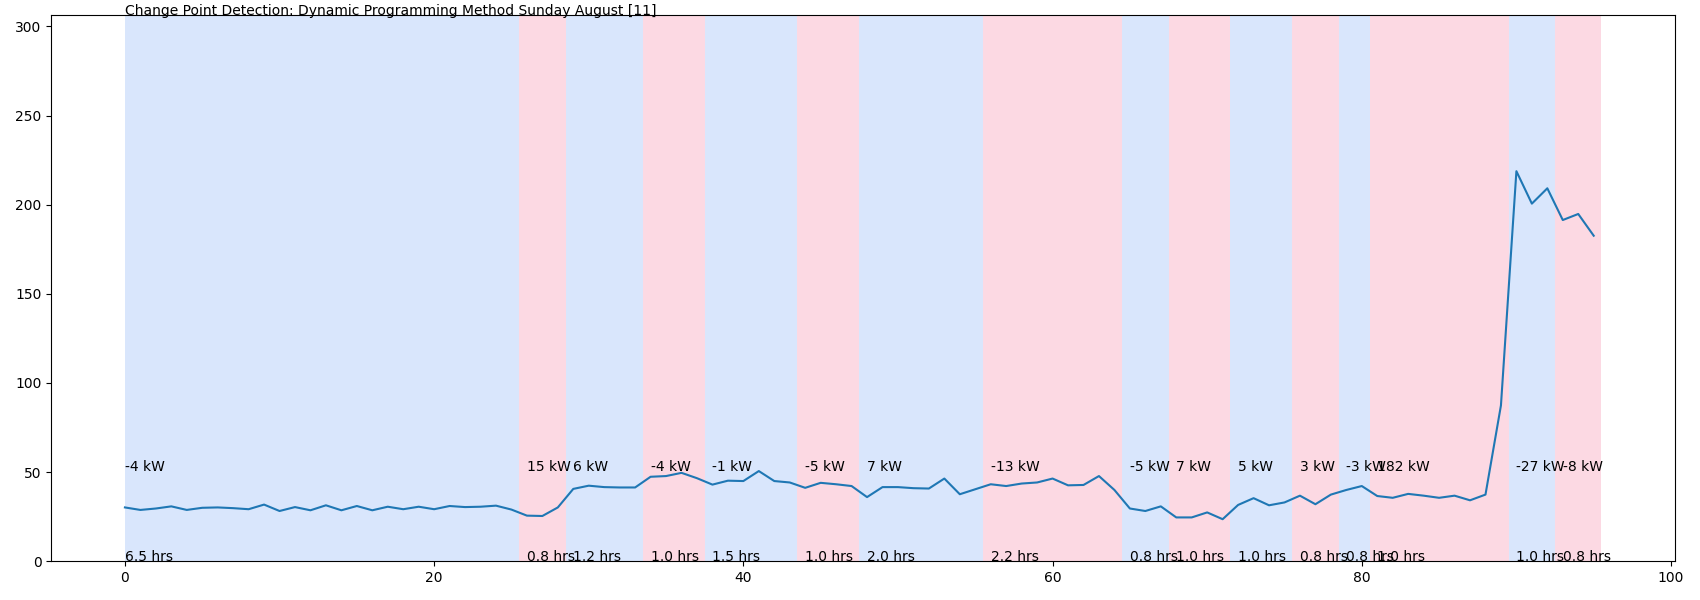 Change Point Detection: Dynamic Programming Method Sunday August [11]
300
250
200
150
100
50
0
-4 kW 15 kW 6 kW -4 kW -1 kW -5 kW 7 kW -13 kW -5 kW 7 kW 5 kW 3 kW -3 kW 182 kW -27 kW -8 kW
6.5 hrs 0.8 hrs 1.2 hrs 1.0 hrs 1.5 hrs 1.0 hrs 2.0 hrs 2.2 hrs 0.8 hrs 1.0 hrs 1.0 hrs 0.8 hrs 0.8 hrs 1.0 hrs 1.0 hrs 0.8 hrs
0 20 40 60 80 100